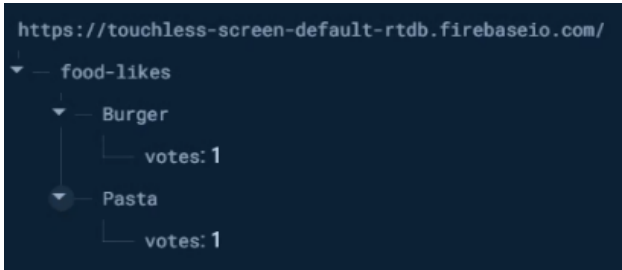 https://touchless-screen-default-rtdb.firebaseio.com/
food-likes
Burger
votes: 1
Pasta
votes: 1